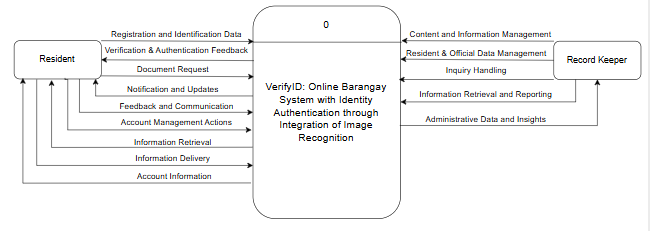 0
Registration and Identification Data
Resident
Verification & Authentication Feedback
Document Request
Notification and Updates
Feedback and Communication
Account Management Actions
Information Retrieval
Information Delivery
Account Information
VerifyID: Online Barangay
System with Identity
Authentication through
Integration of Image
Recognition
Content and Information Management
Resident & Official Data Management
Record Keeper
Inquiry Handling
Information Retrieval and Reporting
Administrative Data and Insights